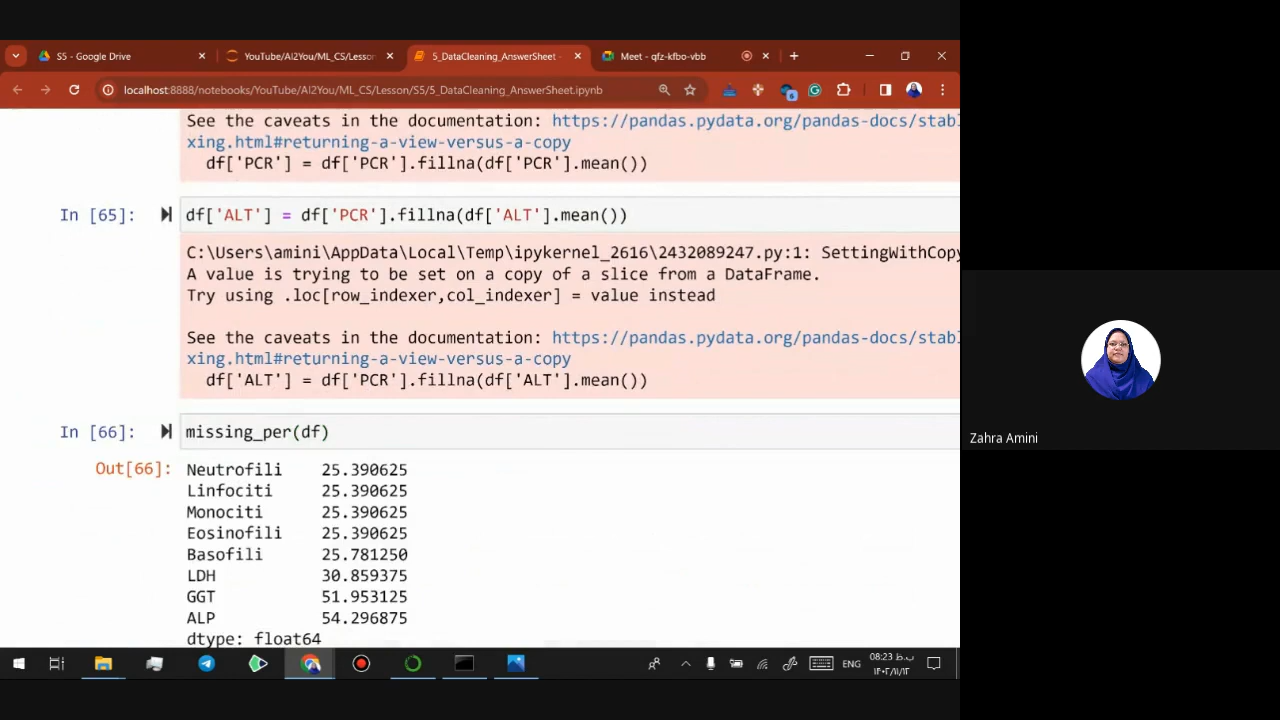 S5 - Google Drive
YouTube/AI2You/ML_CS/Lesson
5_DataCleaning_AnswerSheet -
Meet - qfz-kfbo-vbb
localhost:8888/notebooks/YouTube/AI2You/ML_CS/Lesson/S5/5_DataCleaning_AnswerSheet.ipynb
6
See the caveats in the documentation: https://pandas.pydata.org/pandas-docs/stabl
xing.html#returning-a-view-versus-a-copy
df['PCR'] = df['PCR'].fillna(df['PCR'].mean())
In [65]: df['ALT'] = df['PCR'].fillna(df['ALT'].mean())
C:\Users\amini\AppData\Local\Temp\ipykernel_2616\2432089247.py:1: SettingWithCopy
A value is trying to be set on a copy of a slice from a DataFrame.
Try using .loc[row_indexer,col_indexer] = value instead
See the caveats in the documentation: https://pandas.pydata.org/pandas-docs/stabl
xing.html#returning-a-view-versus-a-copy
df['ALT'] = df['PCR'].fillna(df['ALT'].mean())
In [66]: missing_per(df)
Out[66]: Neutrofili 25.390625
Linfociti 25.390625
Monociti 25.390625
Eosinofili 25.390625
Basofili 25.781250
LDH 30.859375
GGT 51.953125
ALP 54.296875
dtype: float64
Zahra Amini
ENG
08:23 ب.ظ
۱۴۰۲/۱۱/۱۲